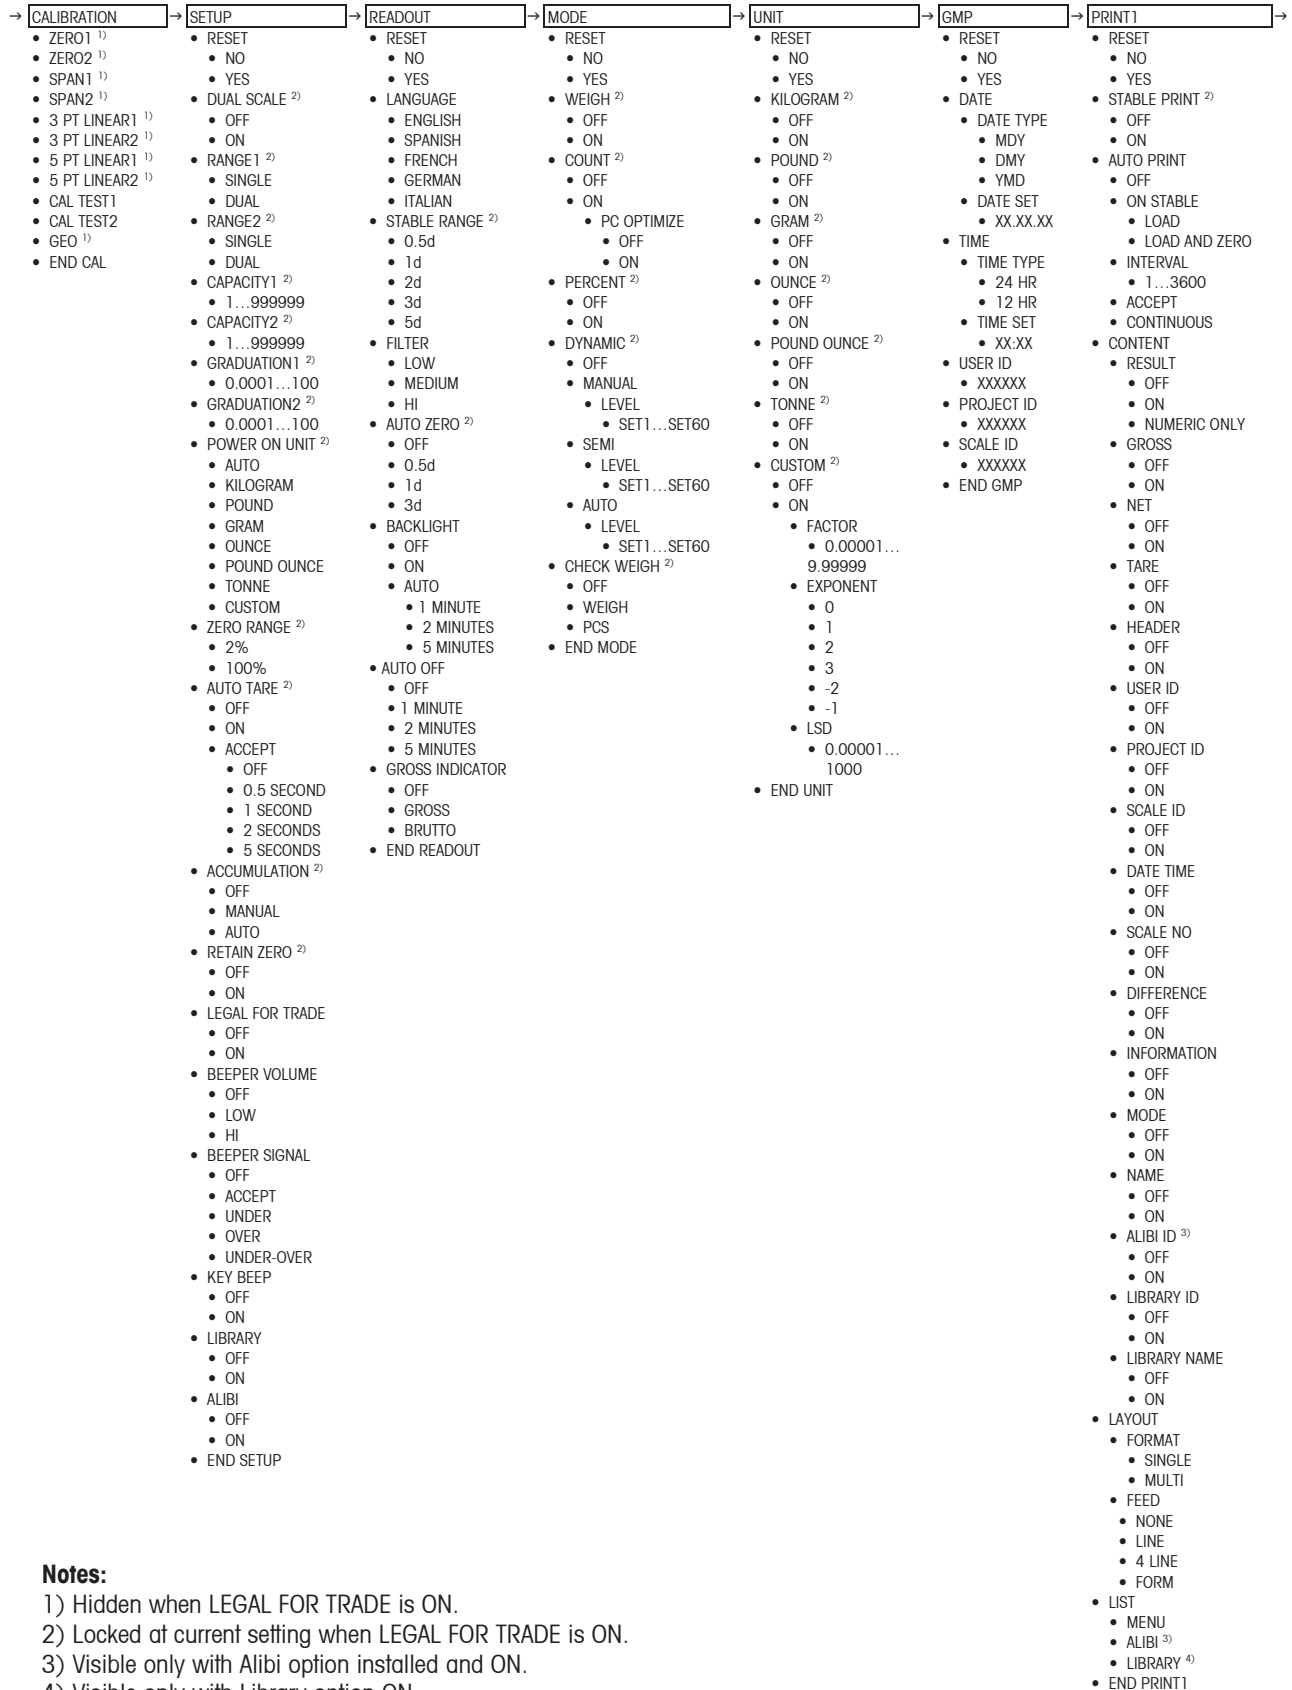 → CALIBRATION
• ZERO1 1)
• ZERO2 1)
• SPAN1 1)
• SPAN2 1)
• 3 PT LINEAR1 1)
• 3 PT LINEAR2 1)
• 5 PT LINEAR1 1)
• 5 PT LINEAR2 1)
• CAL TEST1
• CAL TEST2
• GEO 1)
• END CAL
→ SETUP
• RESET
• NO
• YES
• DUAL SCALE 2)
• OFF
• ON
• RANGE1 2)
• SINGLE
• DUAL
• RANGE2 2)
• SINGLE
• DUAL
• CAPACITY1 2)
• 1…999999
• CAPACITY2 2)
• 1…999999
• GRADUATION1 2)
• 0.0001…100
• GRADUATION2 2)
• 0.0001…100
• POWER ON UNIT 2)
• AUTO
• KILOGRAM
• POUND
• GRAM
• OUNCE
• POUND OUNCE
• TONNE
• CUSTOM
• ZERO RANGE 2)
• 2%
• 100%
• AUTO TARE 2)
• OFF
• ON
• ACCEPT
• OFF
• 0.5 SECOND
• 1 SECOND
• 2 SECONDS
• 5 SECONDS
• ACCUMULATION 2)
• OFF
• MANUAL
• AUTO
• RETAIN ZERO 2)
• OFF
• ON
• LEGAL FOR TRADE
• OFF
• ON
• BEEPER VOLUME
• OFF
• LOW
• HI
• BEEPER SIGNAL
• OFF
• ACCEPT
• UNDER
• OVER
• UNDER-OVER
• KEY BEEP
• OFF
• ON
• LIBRARY
• OFF
• ON
• ALIBI
• OFF
• ON
• END SETUP
→ READOUT
• RESET
• NO
• YES
• LANGUAGE
• ENGLISH
• SPANISH
• FRENCH
• GERMAN
• ITALIAN
• STABLE RANGE 2)
• 0.5d
• 1d
• 2d
• 3d
• 5d
• FILTER
• LOW
• MEDIUM
• HI
• AUTO ZERO 2)
• OFF
• 0.5d
• 1d
• 3d
• BACKLIGHT
• OFF
• ON
• AUTO
• 1 MINUTE
• 2 MINUTES
• 5 MINUTES
• AUTO OFF
• OFF
• 1 MINUTE
• 2 MINUTES
• 5 MINUTES
• GROSS INDICATOR
• OFF
• GROSS
• BRUTTO
• END READOUT
→ MODE
• RESET
• NO
• YES
• WEIGH 2)
• OFF
• ON
• COUNT 2)
• OFF
• ON
• PC OPTIMIZE
• OFF
• ON
• PERCENT 2)
• OFF
• ON
• DYNAMIC 2)
• OFF
• MANUAL
• LEVEL
• SET1…SET60
• SEMI
• LEVEL
• SET1…SET60
• AUTO
• LEVEL
• SET1…SET60
• CHECK WEIGH 2)
• OFF
• WEIGH
• PCS
• END MODE
→ UNIT
• RESET
• NO
• YES
• KILOGRAM 2)
• OFF
• ON
• POUND 2)
• OFF
• ON
• GRAM 2)
• OFF
• ON
• OUNCE 2)
• OFF
• ON
• POUND OUNCE 2)
• OFF
• ON
• TONNE 2)
• OFF
• ON
• CUSTOM 2)
• OFF
• ON
• FACTOR
• 0.00001…
9.99999
• EXPONENT
• 0
• 1
• 2
• 3
• -2
• -1
• LSD
• 0.00001…
1000
• END UNIT
→ GMP
• RESET
• NO
• YES
• DATE
• DATE TYPE
• MDY
• DMY
• YMD
• DATE SET
• XX.XX.XX
• TIME
• TIME TYPE
• 24 HR
• 12 HR
• TIME SET
• XX:XX
• USER ID
• XXXXXX
• PROJECT ID
• XXXXXX
• SCALE ID
• XXXXXX
• END GMP
→ PRINT1 →
• RESET
• NO
• YES
• STABLE PRINT 2)
• OFF
• ON
• AUTO PRINT
• OFF
• ON STABLE
• LOAD
• LOAD AND ZERO
• INTERVAL
• 1…3600
• ACCEPT
• CONTINUOUS
• CONTENT
• RESULT
• OFF
• ON
• NUMERIC ONLY
• GROSS
• OFF
• ON
• NET
• OFF
• ON
• TARE
• OFF
• ON
• HEADER
• OFF
• ON
• USER ID
• OFF
• ON
• PROJECT ID
• OFF
• ON
• SCALE ID
• OFF
• ON
• DATE TIME
• OFF
• ON
• SCALE NO
• OFF
• ON
• DIFFERENCE
• OFF
• ON
• INFORMATION
• OFF
• ON
• MODE
• OFF
• ON
• NAME
• OFF
• ON
• ALIBI ID 3)
• OFF
• ON
• LIBRARY ID
• OFF
• ON
• LIBRARY NAME
• OFF
• ON
• LAYOUT
• FORMAT
• SINGLE
• MULTI
• FEED
• NONE
• LINE
• 4 LINE
• FORM
• LIST
• MENU
• ALIBI 3)
• LIBRARY 4)
• END PRINT1
Notes:
1) Hidden when LEGAL FOR TRADE is ON.
2) Locked at current setting when LEGAL FOR TRADE is ON.
3) Visible only with Alibi option installed and ON.
4) Visible only with Library option ON.